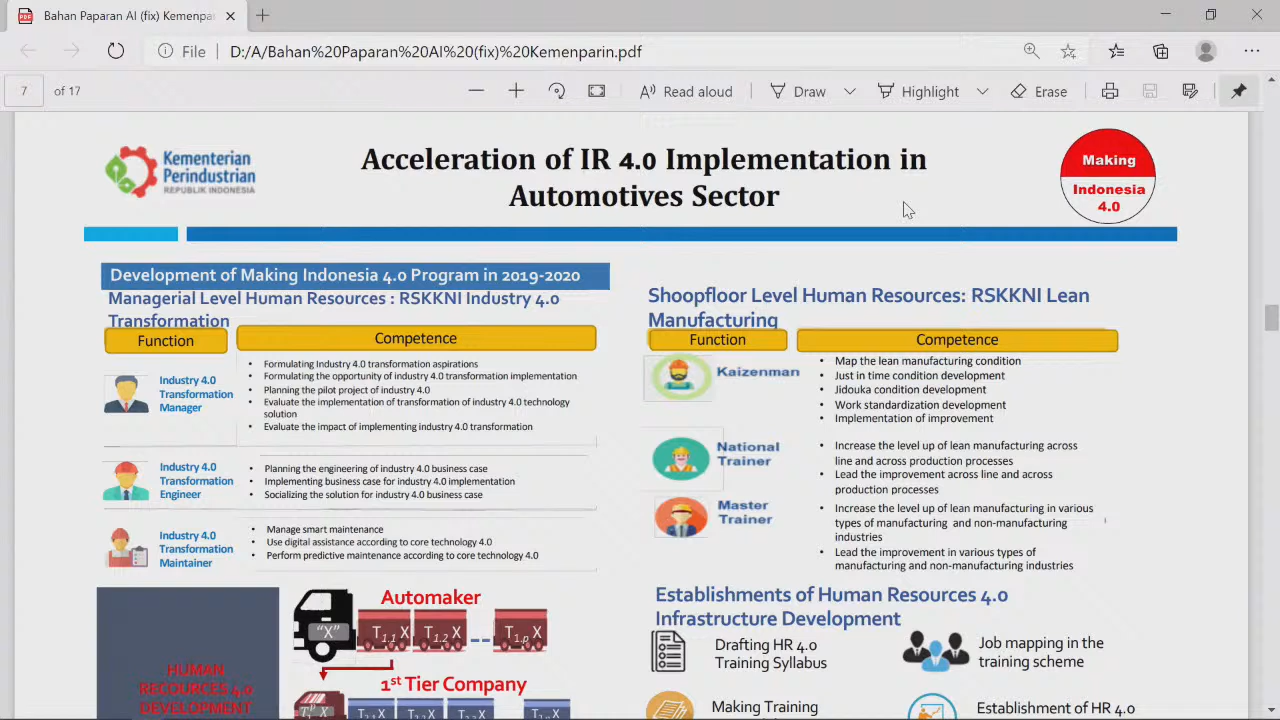 Bahan Paparan AI (fix) Kemenpar
File
D:/A/Bahan%20Paparan%20AI%20(fix)%20Kemenparin.pdf
7
of 17
Read aloud
Draw
Highlight
Erase
Kementerian
Perindustrian
REPUBLIK INDONESIA
Acceleration of IR 4.0 Implementation in
Automotives Sector
Making
Indonesia
4.0
Development of Making Indonesia 4.0 Program in 2019-2020
Managerial Level Human Resources : RSKKNI Industry 4.0
Transformation
Function
Competence
Industry 4.0
Transformation
Manager
• Formulating Industry 4.0 transformation aspirations
• Formulating the opportunity of industry 4.0 transformation implementation
• Planning the pilot project of industry 4.0
• Evaluate the implementation of transformation of industry 4.0 technology
solution
• Evaluate the impact of implementing industry 4.0 transformation
Industry 4.0
Transformation
Engineer
• Planning the engineering of industry 4.0 business case
• Implementing business case for industry 4.0 implementation
• Socializing the solution for industry 4.0 business case
Industry 4.0
Transformation
Maintainer
• Manage smart maintenance
• Use digital assistance according to core technology 4.0
• Perform predictive maintenance according to core technology 4.0
Shoopfloor Level Human Resources: RSKKNI Lean
Manufacturing
Function
Competence
Kaizenman
• Map the lean manufacturing condition
• Just in time condition development
• Jidouka condition development
• Work standardization development
• Implementation of improvement
National
Trainer
• Increase the level up of lean manufacturing across
line and across production processes
• Lead the improvement across line and across
production processes
Master
Trainer
• Increase the level up of lean manufacturing in various
types of manufacturing and non-manufacturing
industries
• Lead the improvement in various types of
manufacturing and non-manufacturing industries
HUMAN
RECOURCES 4.0
DEVELOPMENT
Automaker
"X"
T1.1 X
T1.2 X
T1.n X
1st Tier Company
Establishments of Human Resources 4.0
Infrastructure Development
Drafting HR 4.0
Training Syllabus
Job mapping in the
training scheme
Making Training
Establishment of HR 4.0